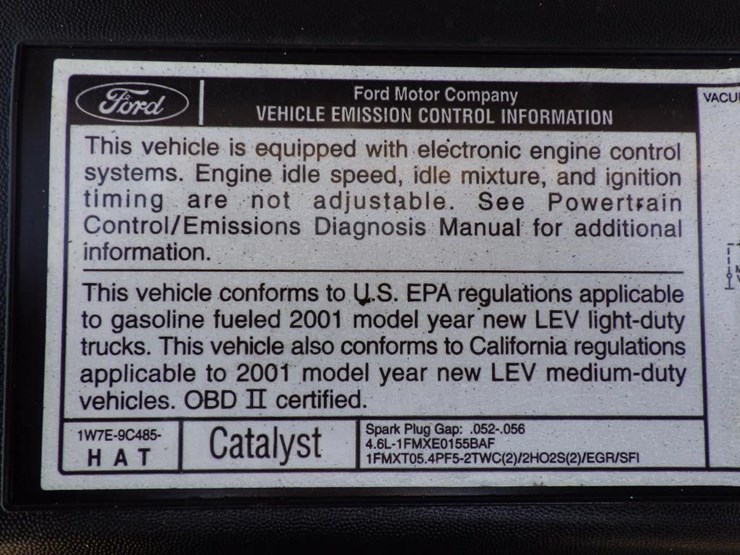 Ford
Ford Motor Company
VEHICLE EMISSION CONTROL INFORMATION
This vehicle is equipped with electronic engine control
systems. Engine idle speed, idle mixture, and ignition
timing are not adjustable. See Powertrain
Control/Emissions Diagnosis Manual for additional
information.
This vehicle conforms to U.S. EPA regulations applicable
to gasoline fueled 2001 model year new LEV light-duty
trucks. This vehicle also conforms to California regulations
applicable to 2001 model year new LEV medium-duty
vehicles. OBD II certified.
1W7E-9C485-
HAT
Catalyst
Spark Plug Gap: .052-.056
4.6L-1FMXE0155BAF
1FMXT05.4PF5-2TWC(2)/2HO2S(2)/EGR/SFI